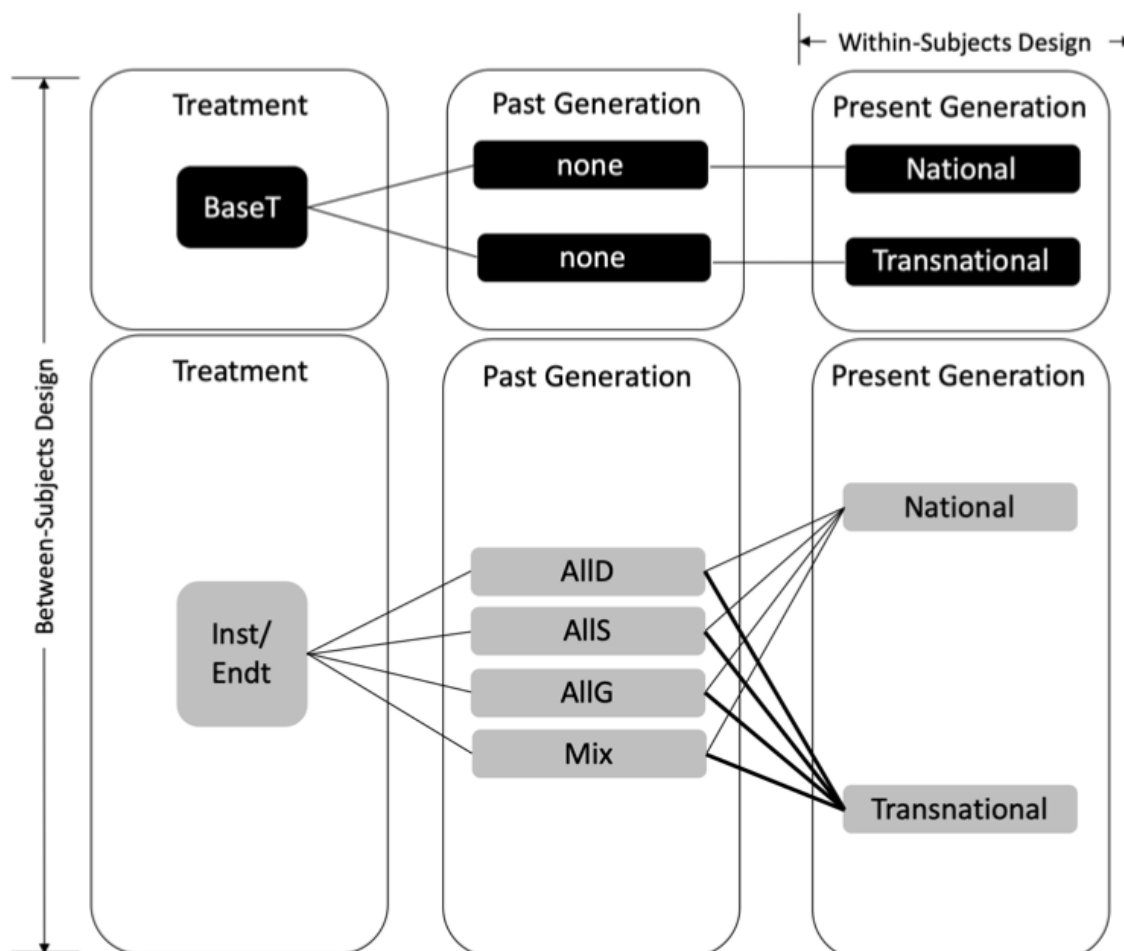 Within-Subjects Design
Between-Subjects Design
Treatment
Past Generation
Present Generation
BaseT
none
National
none
Transnational
Treatment
Past Generation
Present Generation
National
Inst/
Endt
AllD
AllS
AllG
Mix
Transnational